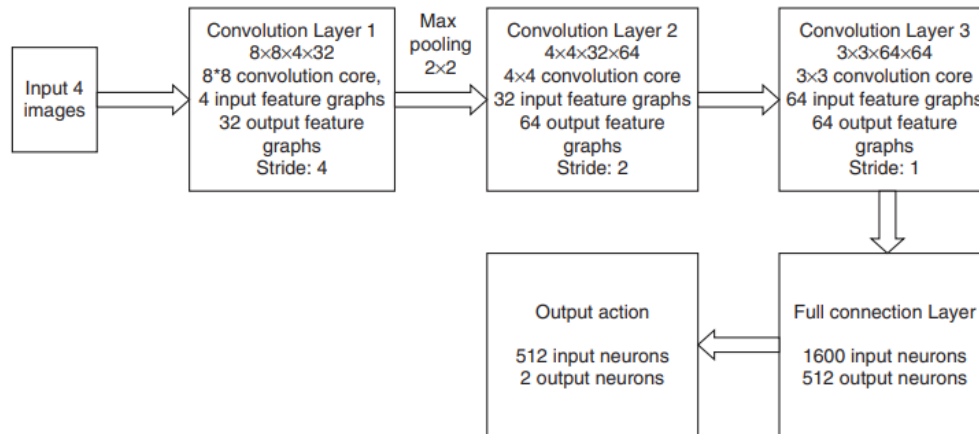 Input 4
images
Convolution Layer 1
8×8×4×32
8*8 convolution core,
4 input feature graphs
32 output feature
graphs
Stride: 4
Max
pooling
2×2
Convolution Layer 2
4×4×32×64
4×4 convolution core
32 input feature graphs
64 output feature
graphs
Stride: 2
Convolution Layer 3
3×3×64×64
3×3 convolution core
64 input feature graphs
64 output feature
graphs
Stride: 1
Output action
512 input neurons
2 output neurons
Full connection Layer
1600 input neurons
512 output neurons